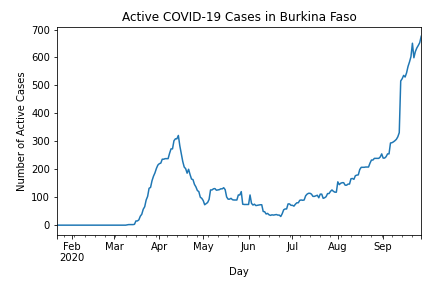 Active COVID-19 Cases in Burkina Faso
Number of Active Cases
700
600
500
400
300
200
100
0
Feb Mar Apr May Jun Jul Aug Sep
2020
Day